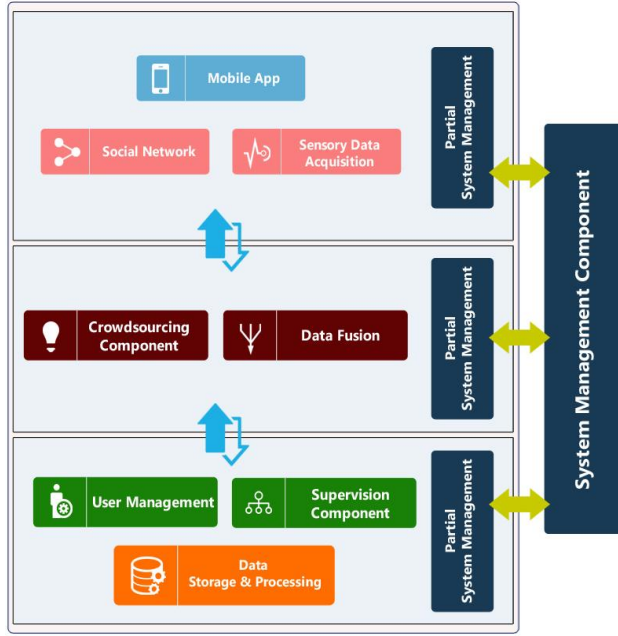 Mobile App
Social Network
Sensory Data
Acquisition
Partial
System Management
Crowdsourcing
Component
Data Fusion
Partial
System Management
User Management
Supervision
Component
Data
Storage & Processing
Partial
System Management
System Management Component